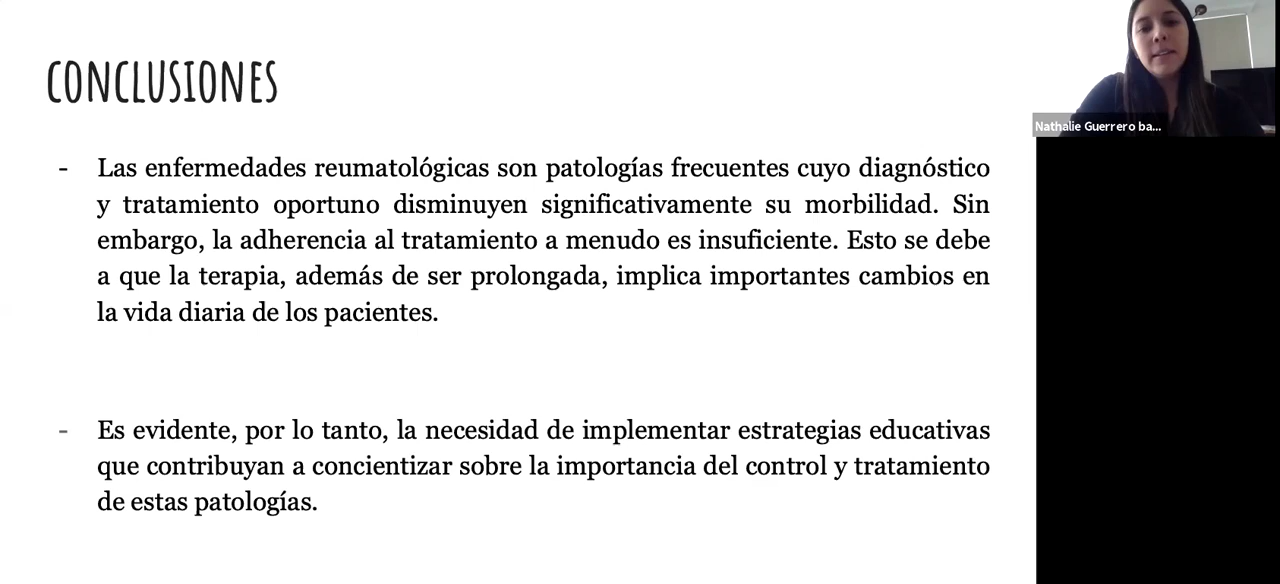 CONCLUSIONES
Nathalie Guerrero ba...
- Las enfermedades reumatológicas son patologías frecuentes cuyo diagnóstico
y tratamiento oportuno disminuyen significativamente su morbilidad. Sin
embargo, la adherencia al tratamiento a menudo es insuficiente. Esto se debe
a que la terapia, además de ser prolongada, implica importantes cambios en
la vida diaria de los pacientes.
- Es evidente, por lo tanto, la necesidad de implementar estrategias educativas
que contribuyan a concientizar sobre la importancia del control y tratamiento
de estas patologías.